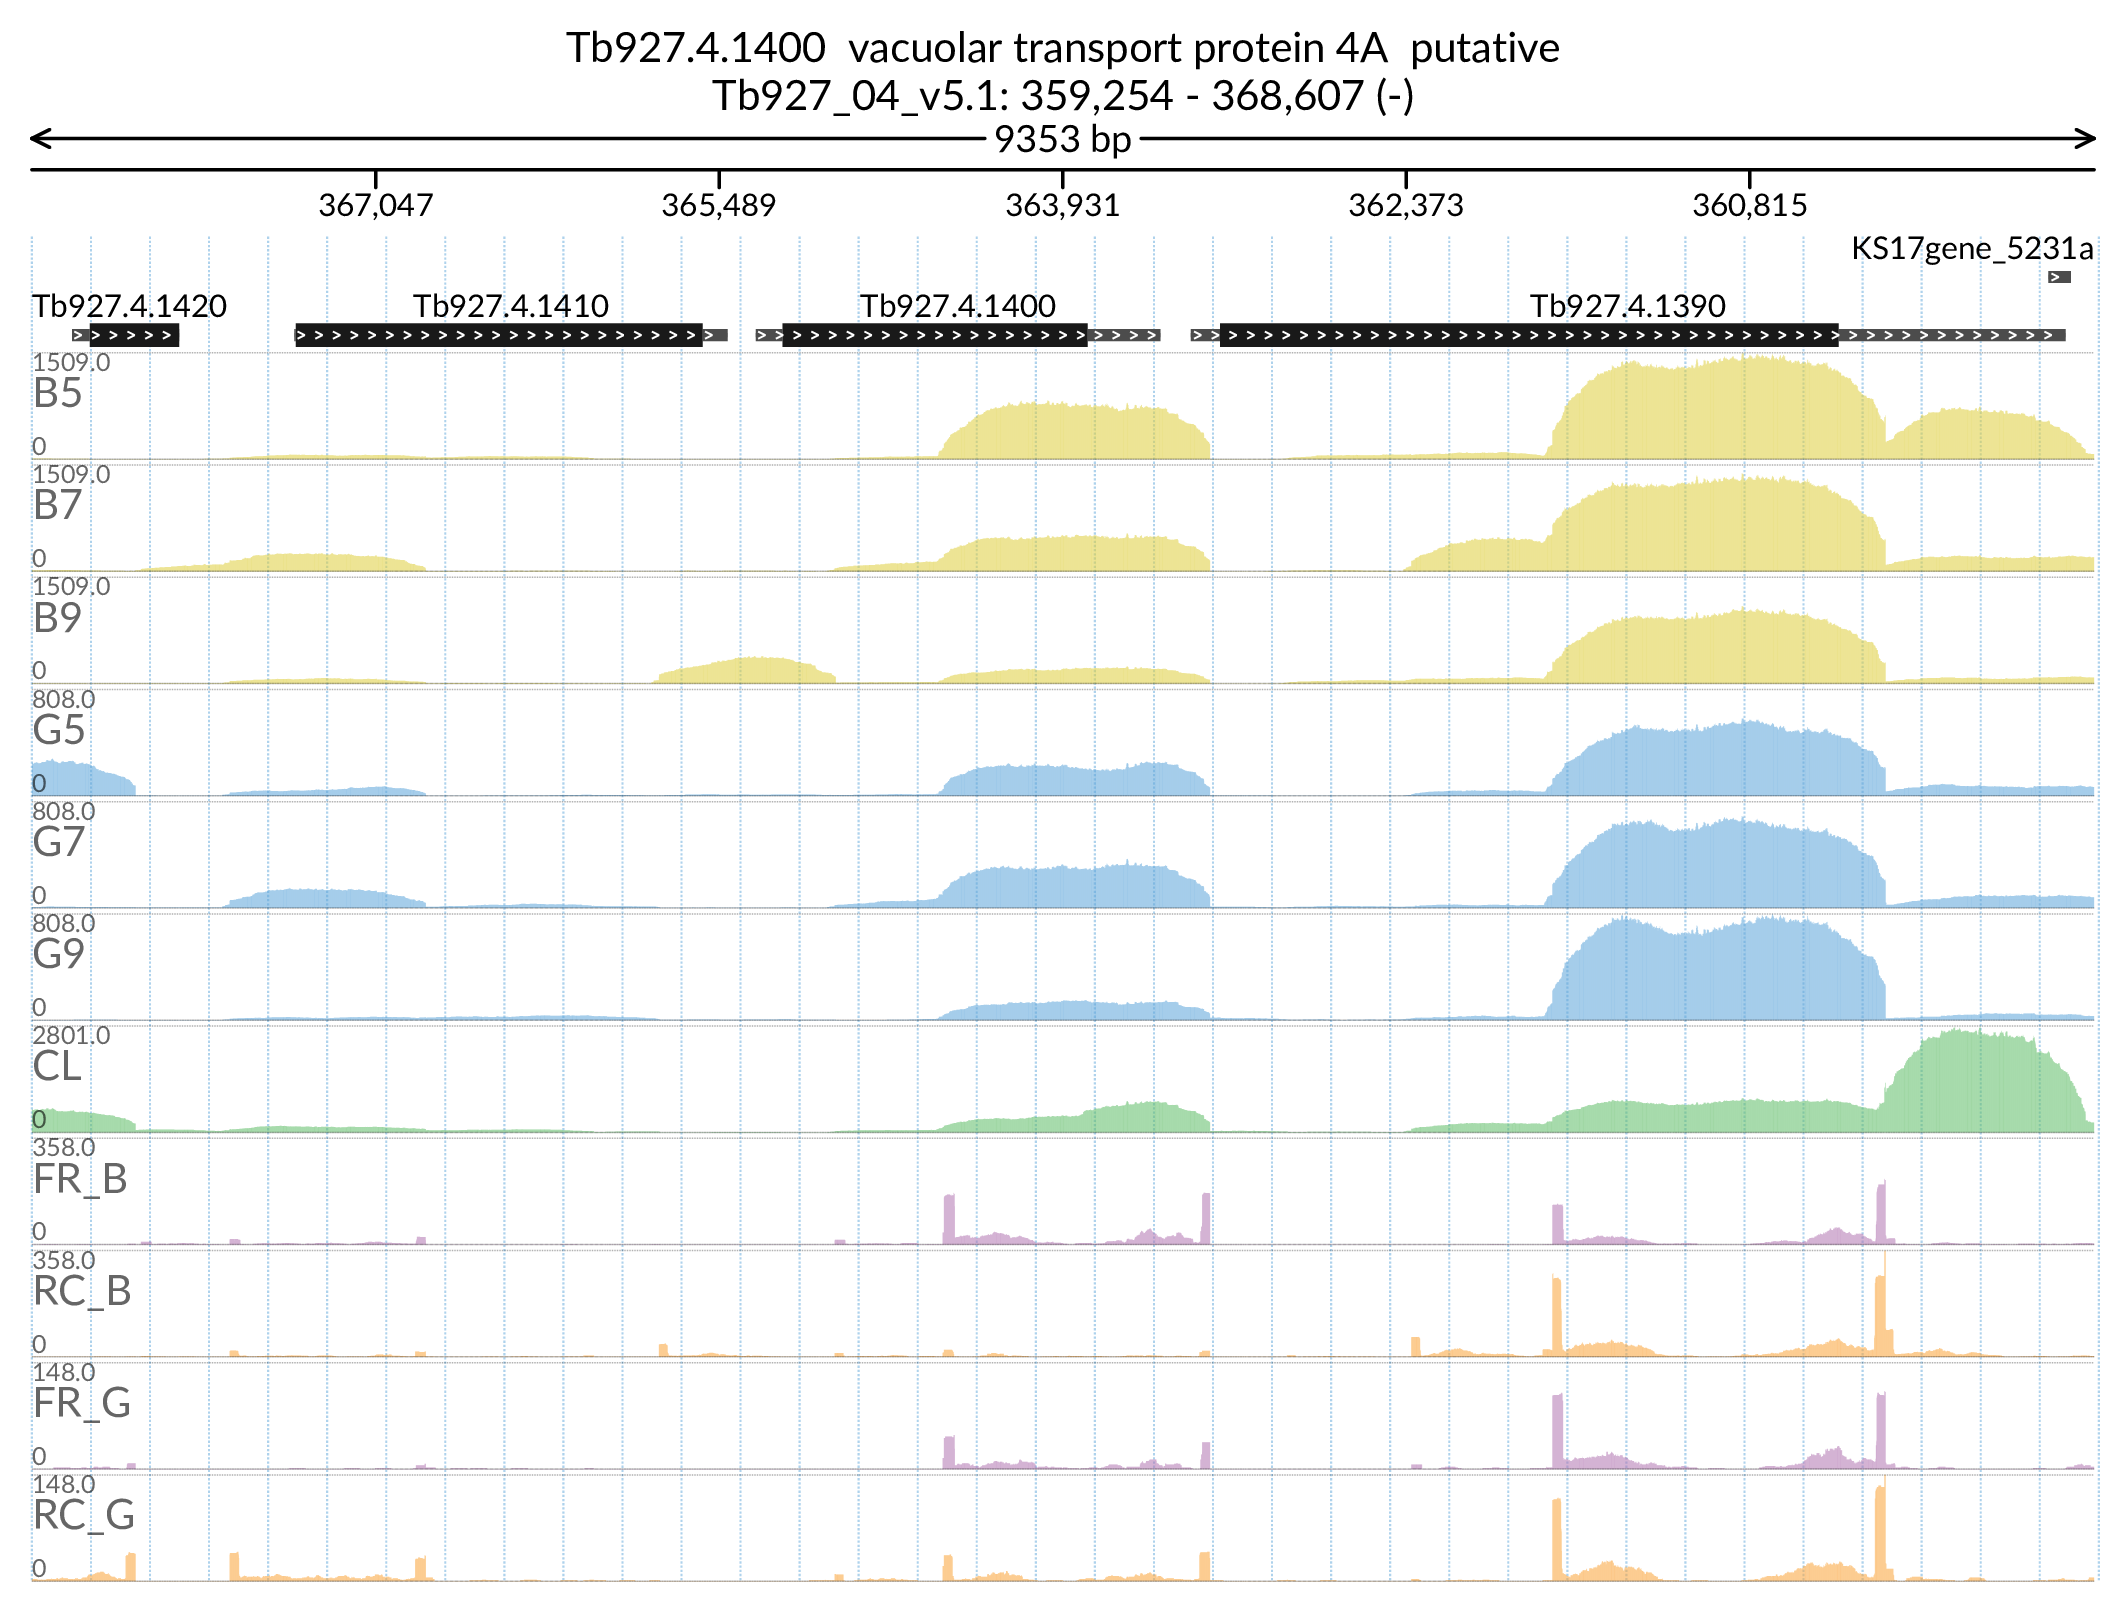 Tb927.4.1400  vacuolar transport protein 4A  putative
Tb927_04_v5.1: 359,254 - 368,607 (-)
9353 bp
367,047 365,489 363,931 362,373 360,815
KS17gene_5231a
Tb927.4.1420 Tb927.4.1410 Tb927.4.1400 Tb927.4.1390
1509.0
B5
0
1509.0
B7
0
1509.0
B9
0
808.0
G5
0
808.0
G7
0
808.0
G9
0
2801.0
CL
0
358.0
FR_B
0
358.0
RC_B
0
148.0
FR_G
0
148.0
RC_G
0